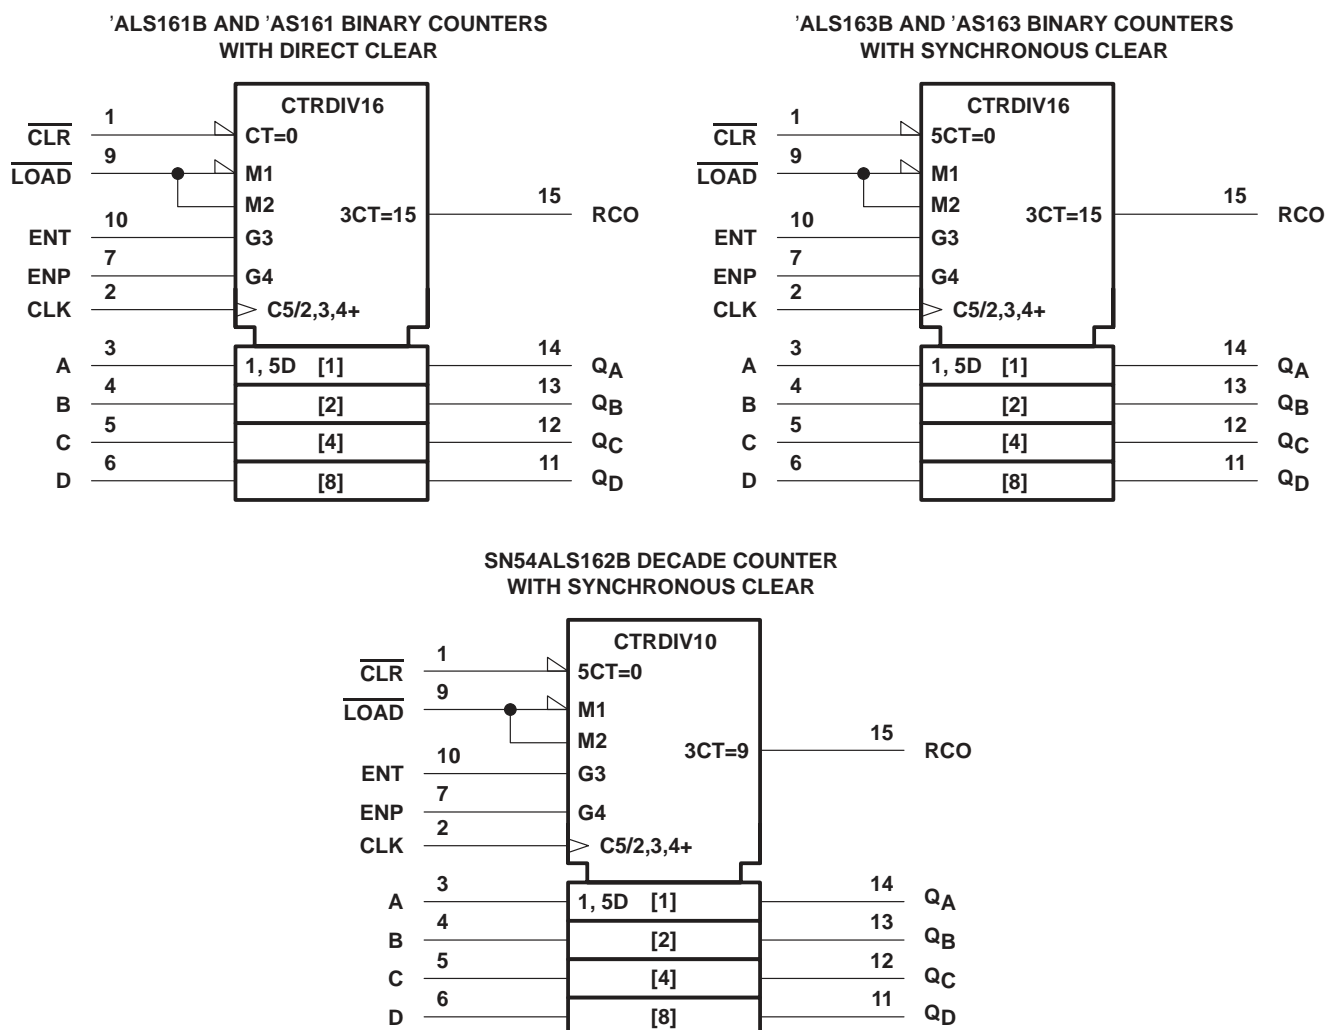 'ALS161B AND 'AS161 BINARY COUNTERS
WITH DIRECT CLEAR
CTRDIV16
CLR 1 CT=0
LOAD 9 M1
M2
3CT=15 15 RCO
ENT 10 G3
ENP 7 G4
CLK 2 C5/2,3,4+
A 3 1, 5D [1] 14 QA
B 4 [2] 13 QB
C 5 [4] 12 QC
D 6 [8] 11 QD
'ALS163B AND 'AS163 BINARY COUNTERS
WITH SYNCHRONOUS CLEAR
CTRDIV16
CLR 1 5CT=0
LOAD 9 M1
M2
3CT=15 15 RCO
ENT 10 G3
ENP 7 G4
CLK 2 C5/2,3,4+
A 3 1, 5D [1] 14 QA
B 4 [2] 13 QB
C 5 [4] 12 QC
D 6 [8] 11 QD
SN54ALS162B DECADE COUNTER
WITH SYNCHRONOUS CLEAR
CTRDIV10
CLR 1 5CT=0
LOAD 9 M1
M2
3CT=9 15 RCO
ENT 10 G3
ENP 7 G4
CLK 2 C5/2,3,4+
A 3 1, 5D [1] 14 QA
B 4 [2] 13 QB
C 5 [4] 12 QC
D 6 [8] 11 QD